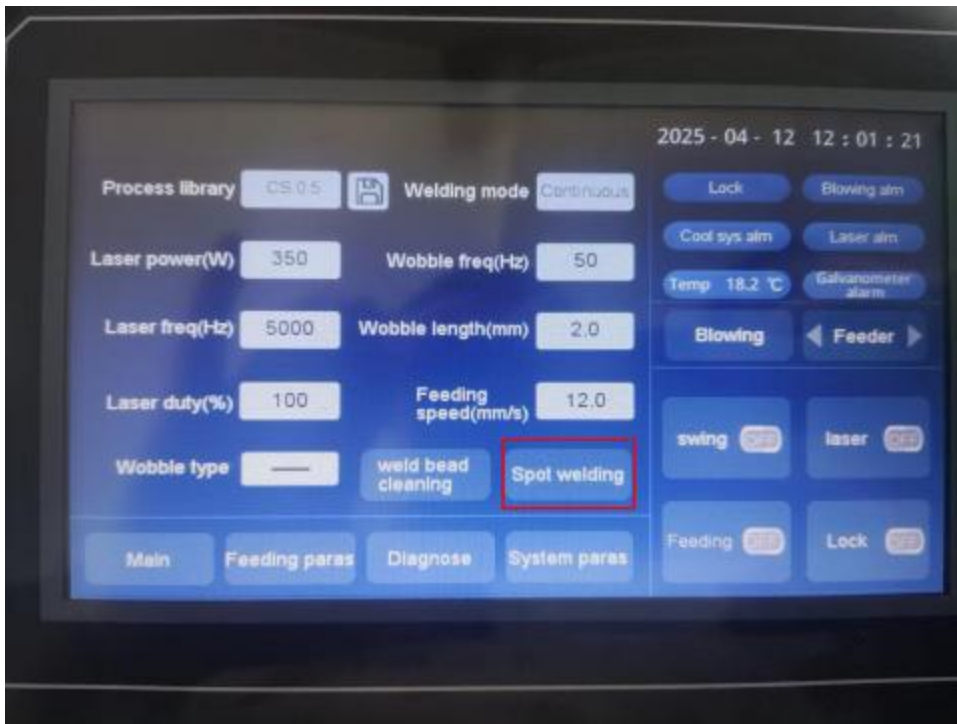 2025 - 04 - 12 12 : 01 : 21
Process library CS 0.5 Welding mode Continuous
Laser power(W) 350 Wobble freq(Hz) 50
Laser freq(Hz) 5000 Wobble length(mm) 2.0
Laser duty(%) 100 Feeding
speed(mm/s) 12.0
Wobble type weld bead
cleaning
Spot welding
Lock Blowing alm
Cool sys alm Laser alm
Temp 18.2 ℃ Galvanometer
alarm
Blowing Feeder
swing OFF laser OFF
Feeding OFF Lock OFF
Main Feeding paras Diagnose System paras